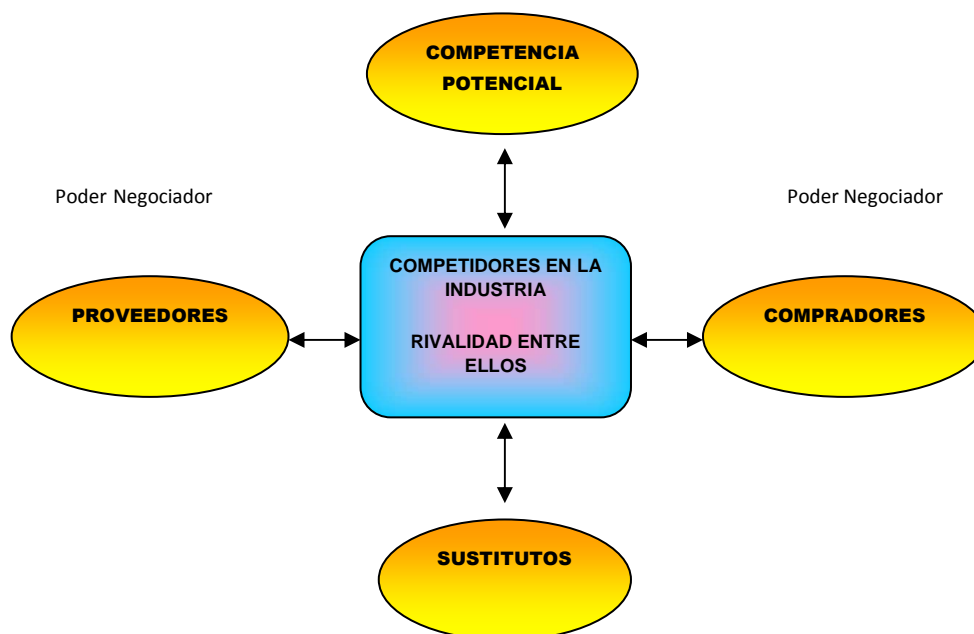 COMPETENCIA
POTENCIAL
Poder Negociador
Poder Negociador
COMPETIDORES EN LA
INDUSTRIA
RIVALIDAD ENTRE
ELLOS
PROVEEDORES
COMPRADORES
SUSTITUTOS